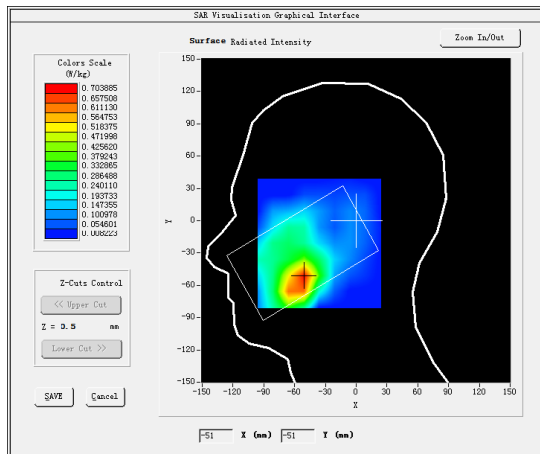 SAR Visualisation Graphical Interface
Surface Radiated Intensity
Zoom In/Out
Colors Scale
(W/kg)
0.703885
0.657508
0.611130
0.564753
0.518375
0.471998
0.425620
0.379243
0.332865
0.286488
0.240110
0.193733
0.147355
0.100978
0.054601
0.008223
Z-Cuts Control
<< Upper Cut
Z = 0.5 mm
Lower Cut >>
SAVE Cancel
150
120
90
60
30
0
-30
-60
-90
-120
-150
Y
-150 -120 -90 -60 -30 0 30 60 90 120 150
X
-51 X (mm) -51 Y (mm)